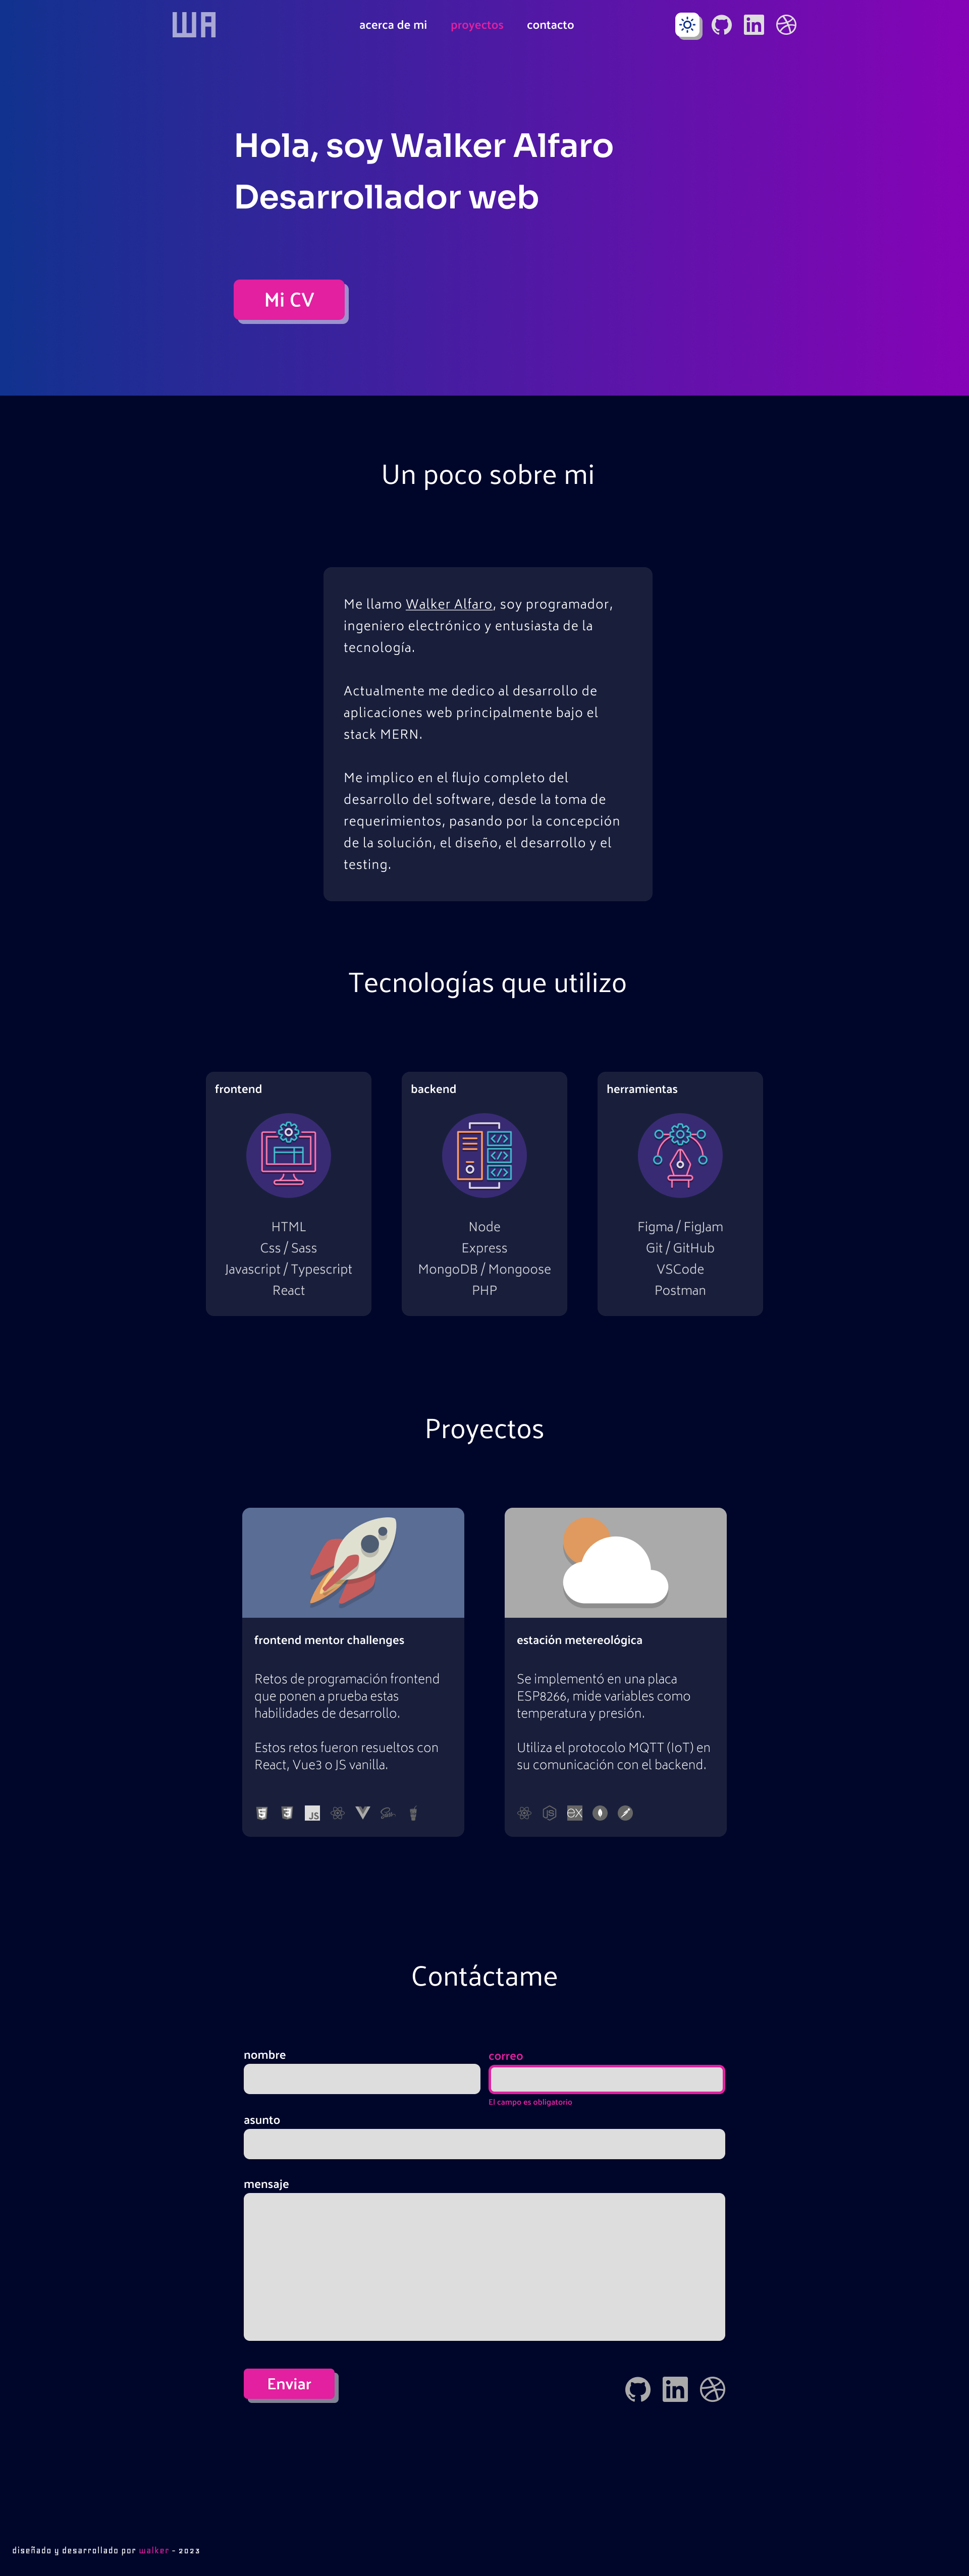 WA
acerca de mi
proyectos
contacto
in
Hola, soy Walker Alfaro
Desarrollador web
Mi CV
Un poco sobre mi
Me llamo Walker Alfaro, soy programador,
ingeniero electrónico y entusiasta de la
tecnología.
Actualmente me dedico al desarrollo de
aplicaciones web principalmente bajo el
stack MERN.
Me implico en el flujo completo del
desarrollo del software, desde la toma de
requerimientos, pasando por la concepción
de la solución, el diseño, el desarrollo y el
testing.
Tecnologías que utilizo
frontend
HTML
Css / Sass
Javascript / Typescript
React
backend
</>
</>
</>
Node
Express
MongoDB / Mongoose
PHP
herramientas
Figma / FigJam
Git / GitHub
VSCode
Postman
Proyectos
frontend mentor challenges
Retos de programación frontend
que ponen a prueba estas
habilidades de desarrollo.
Estos retos fueron resueltos con
React, Vue3 o JS vanilla.
5
3
JS
Sass
estación metereológica
Se implementó en una placa
ESP8266, mide variables como
temperatura y presión.
Utiliza el protocolo MQTT (IoT) en
su comunicación con el backend.
JS
ex
Contáctame
nombre
correo
El campo es obligatorio
asunto
mensaje
Enviar
in
diseñado y desarrollado por walker - 2023